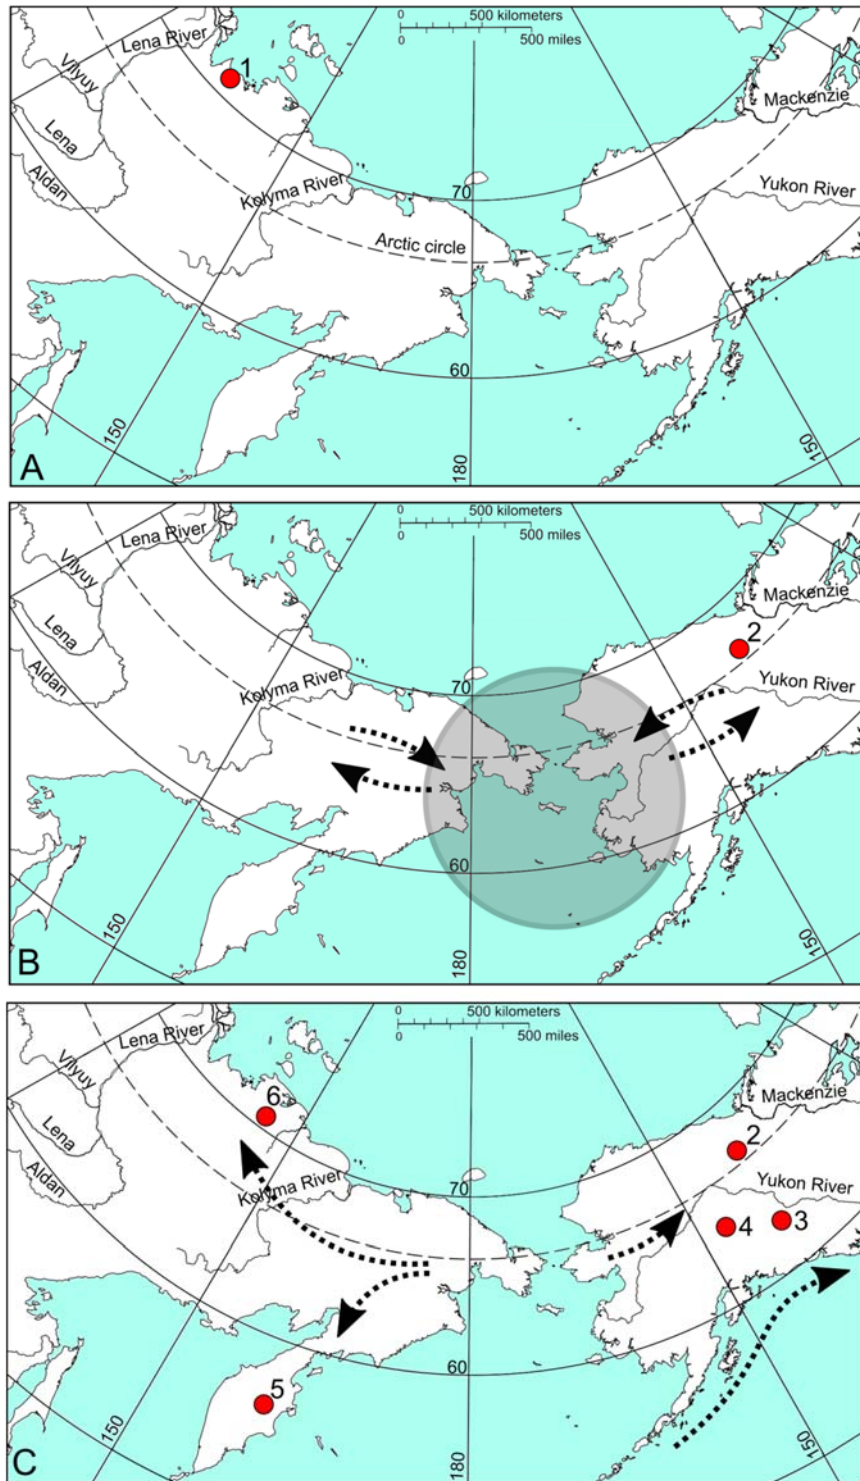 0 500 kilometers
0 500 miles
Lena River
1
Vilyuy
Mackenzie
Lena
Aldan
Kolyma River
Yukon River
70
Arctic circle
60
150
180
150
A
0 500 kilometers
0 500 miles
Lena River
Vilyuy
Mackenzie
Lena
2
Aldan
Kolyma River
Yukon River
70
60
150
180
150
B
0 500 kilometers
0 500 miles
Lena River
Vilyuy
6
Mackenzie
Lena
2
Aldan
Kolyma River
Yukon River
70
4
3
60
5
150
180
150
C